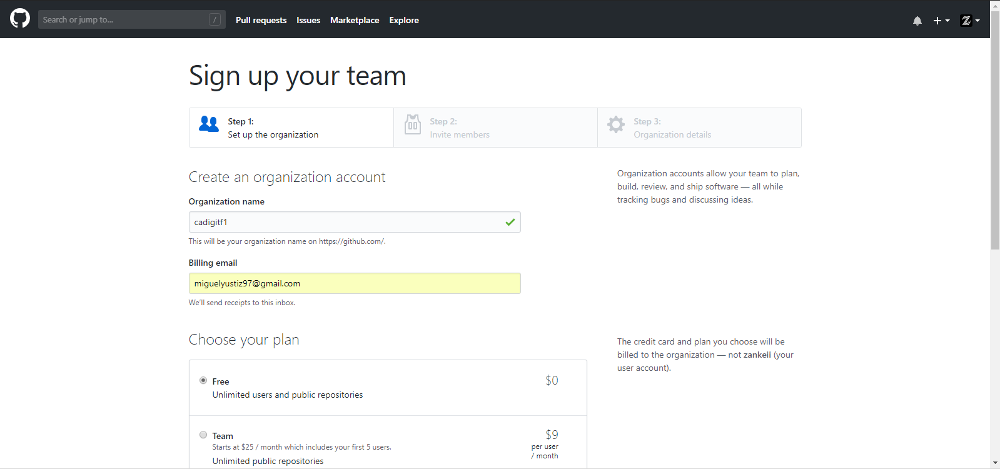 Search or jump to...
/
Pull requests
Issues
Marketplace
Explore
Sign up your team
Step 1:
Set up the organization
Step 2:
Invite members
Step 3:
Organization details
Create an organization account
Organization name
cadigitf1
This will be your organization name on https://github.com/.
Billing email
miguelyustiz97@gmail.com
We'll send receipts to this inbox.
Organization accounts allow your team to plan,
build, review, and ship software — all while
tracking bugs and discussing ideas.
Choose your plan
Free
$0
Unlimited users and public repositories
Team
$9
Starts at $25 / month which includes your first 5 users.
per user
/ month
Unlimited public repositories
The credit card and plan you choose will be
billed to the organization — not zankeii (your
user account).